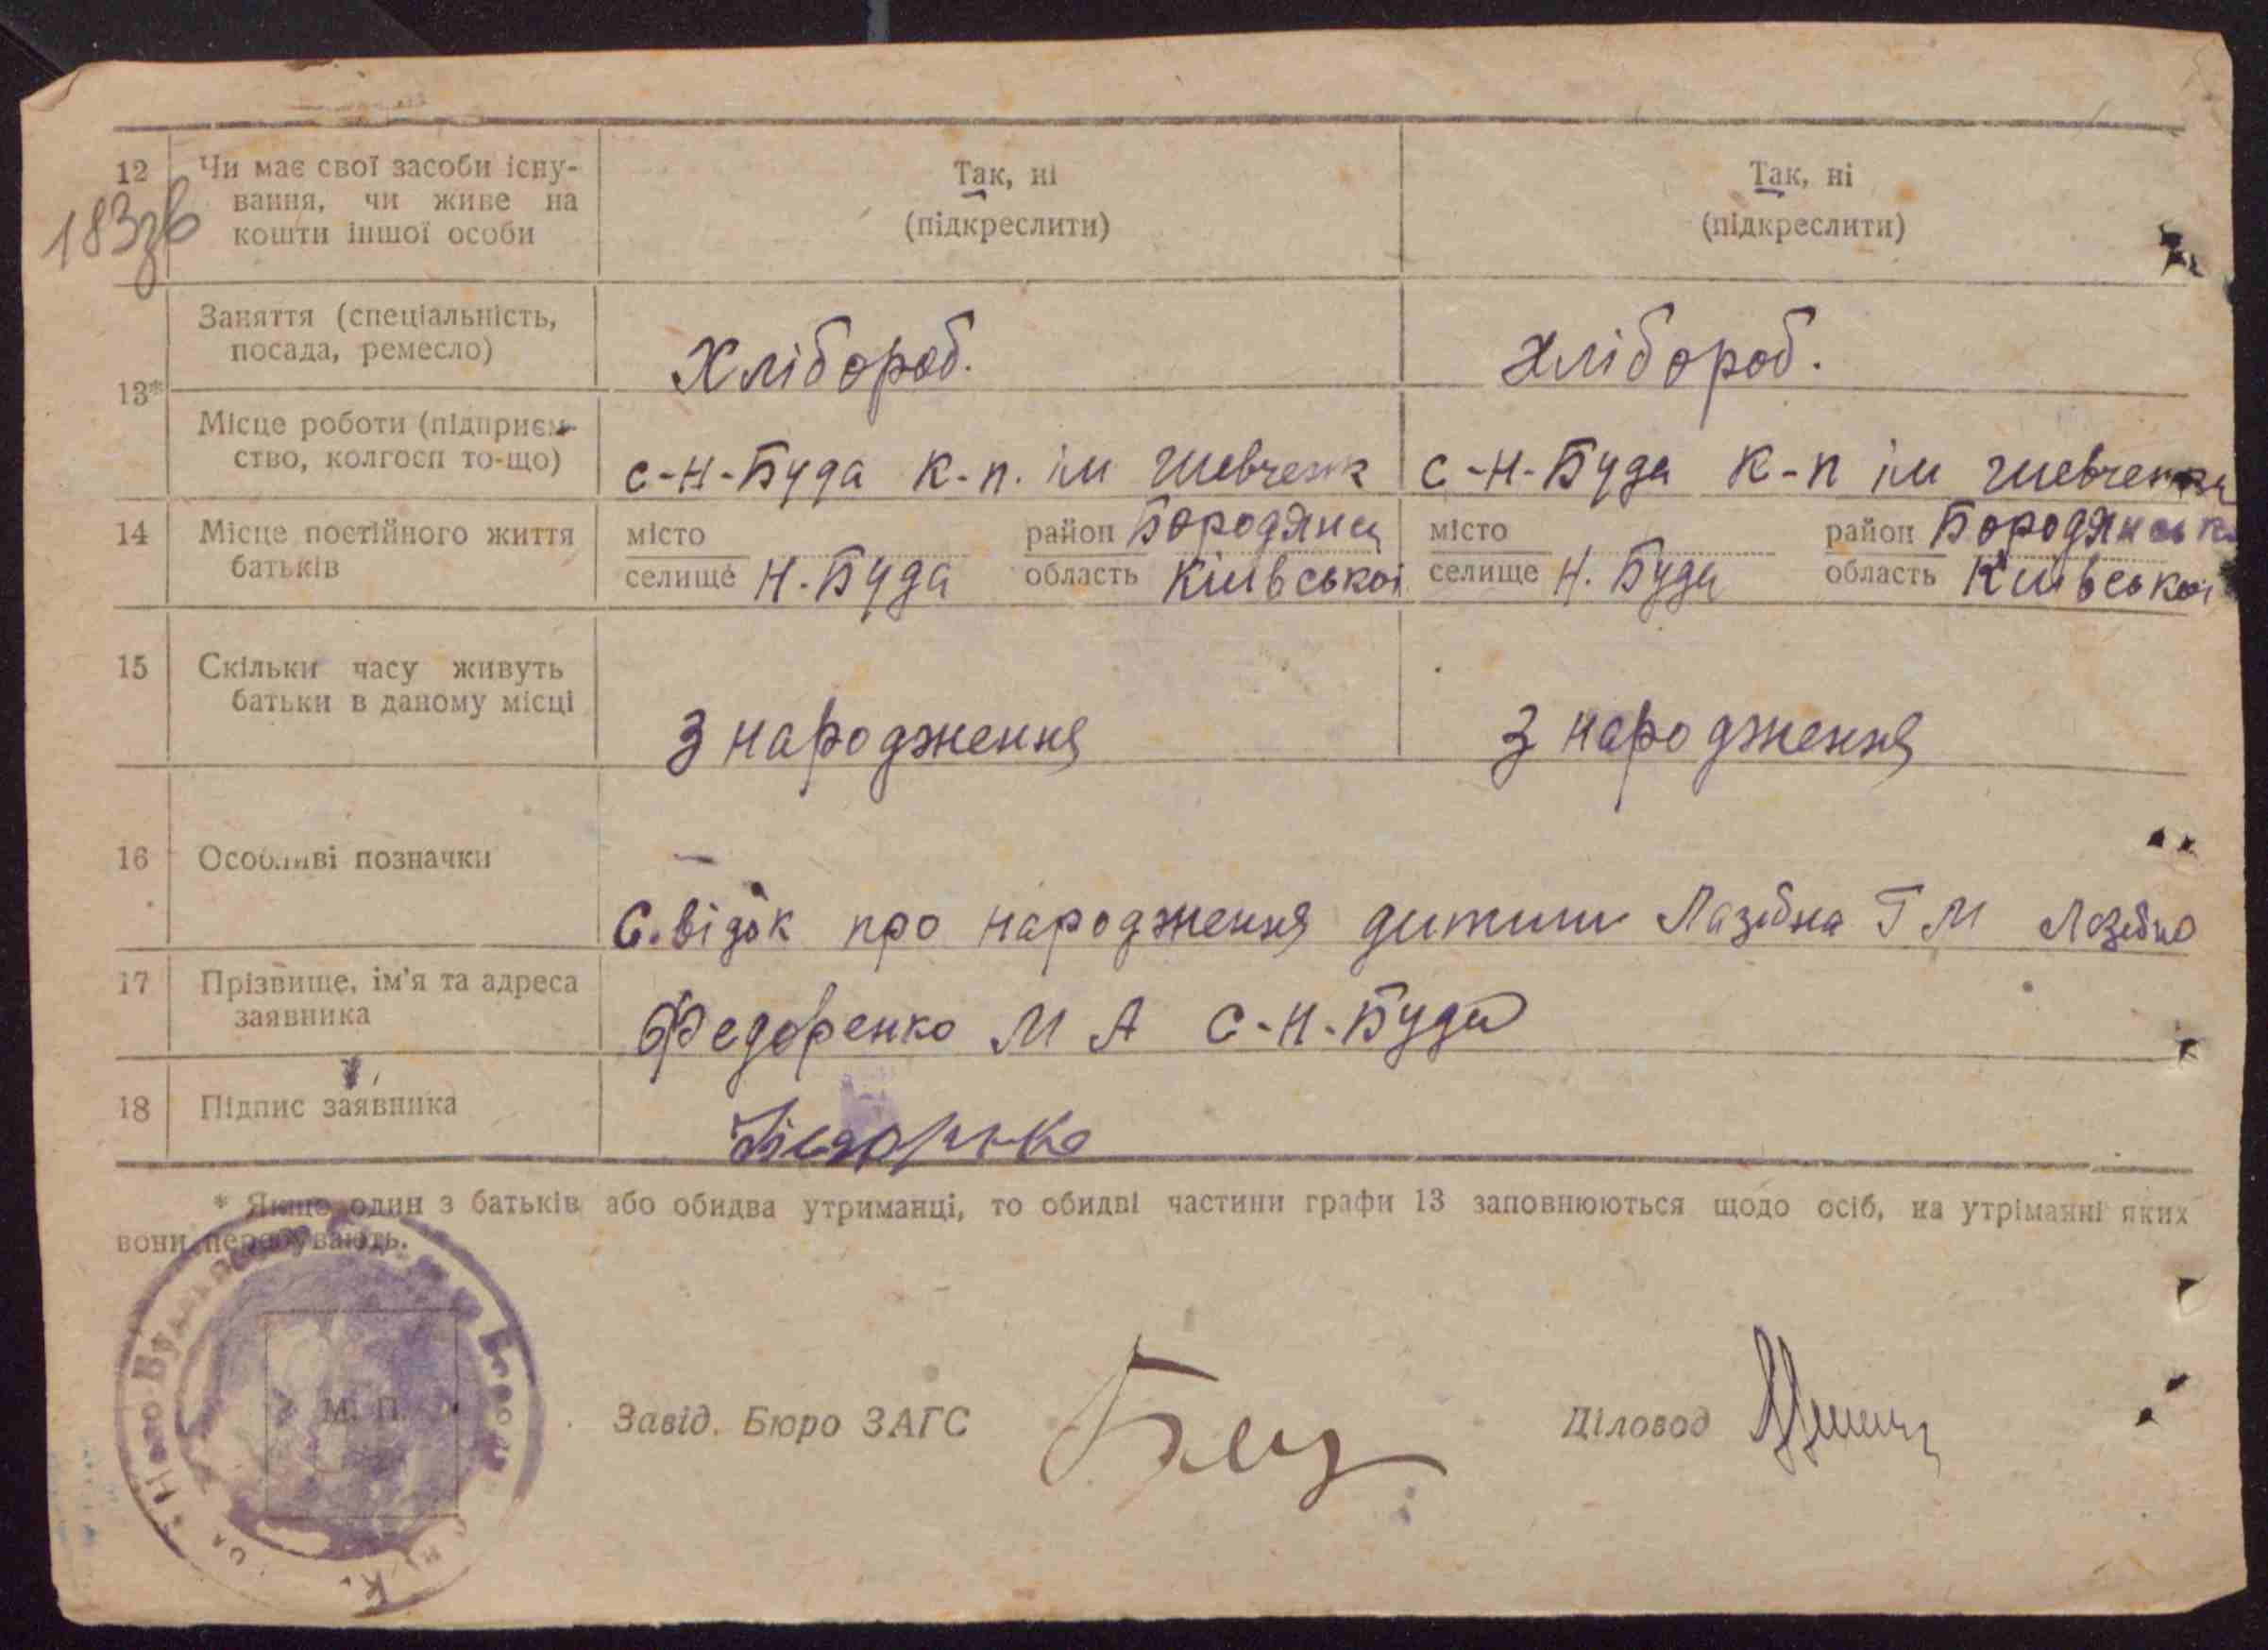 12 Чи має свої засоби існу- Так, ні Так, ні
вання, чи живе на (підкреслити) (підкреслити)
кошти іншої особи
183зв
Заняття (спеціальність,
посада, ремесло) Хлібороб. Хлібороб.
13*
Місце роботи (підприєм-
ство, колгосп то-що) с-Н-Буда к-п. ім Шевченк с-Н-Буда к-п ім Шевченка
14 Місце постійного життя місто район Бородянц місто район Бородянськ
батьків селище Н.Буда область Київської селище Н. Буда область Київської
15 Скільки часу живуть
батьки в даному місці З народження З народження
16 Особливі позначки
Свідок про народження дитини Лазебна Г М Лазебна
17 Прізвище, ім'я та адреса
заявника Федоренко М А с-Н-Буда
18 Підпис заявника
* Якщо один з батьків або обидва утриманці, то обидві частини графи 13 заповнюються щодо осіб, на утріманні яких
вони перебувають.
М. П.
Завід. Бюро ЗАГС Діловод